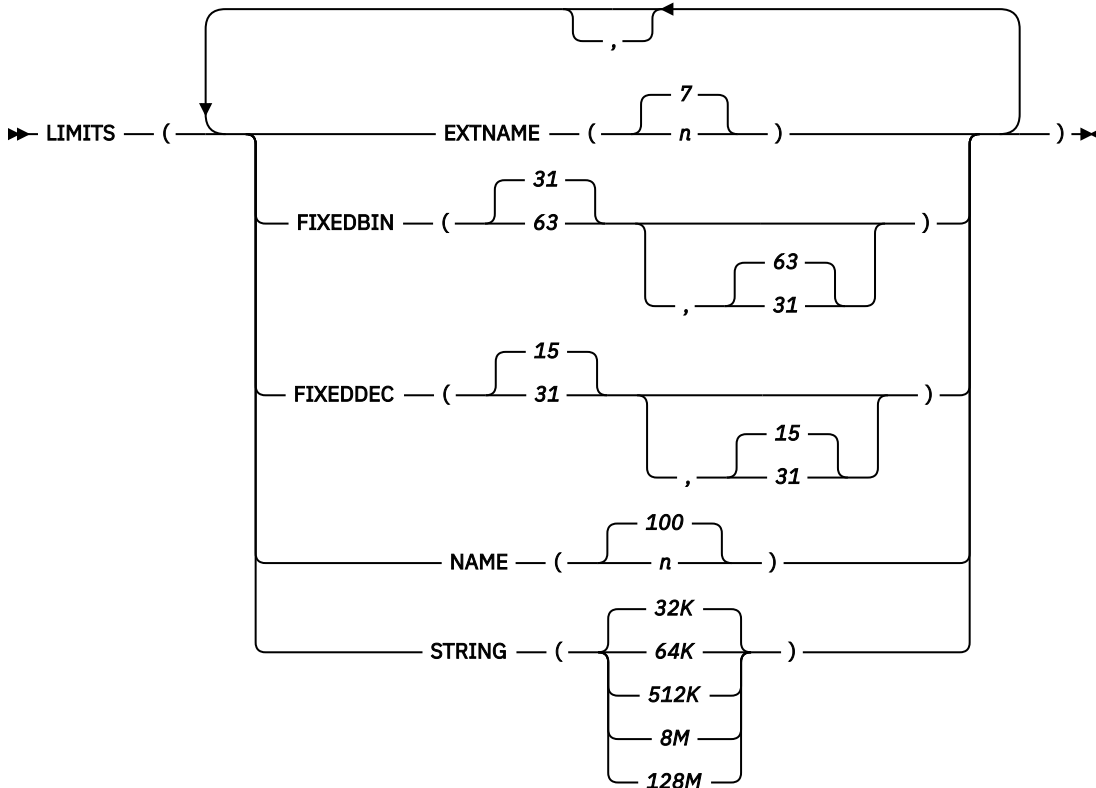 ,
7
LIMITS ( EXTNAME ( n ) )
31
FIXEDBIN ( 63 )
63
, 31
15
FIXEDDEC ( 31 )
15
, 31
100
NAME ( n )
32K
STRING ( 64K )
512K
8M
128M